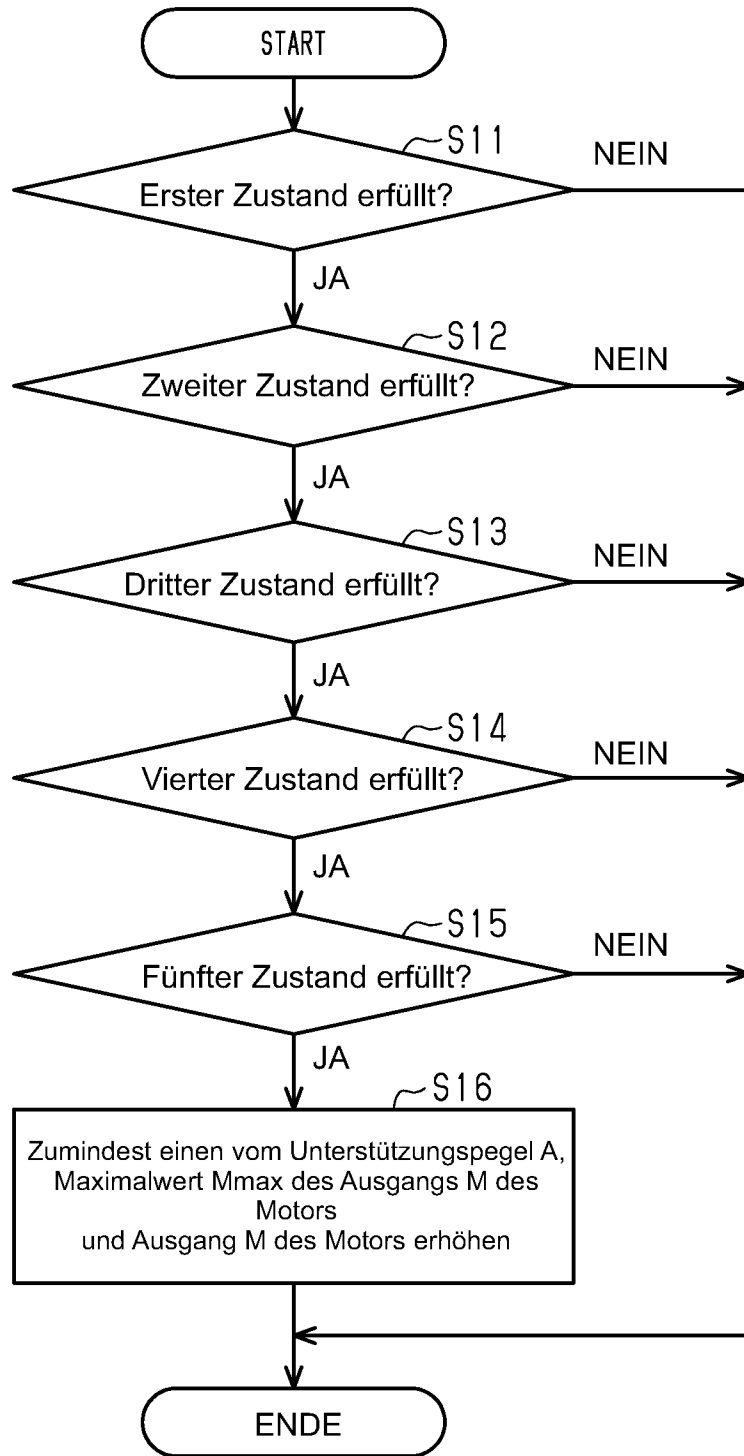 START
S11
NEIN
Erster Zustand erfüllt?
JA
S12
NEIN
Zweiter Zustand erfüllt?
JA
S13
NEIN
Dritter Zustand erfüllt?
JA
S14
NEIN
Vierter Zustand erfüllt?
JA
S15
NEIN
Fünfter Zustand erfüllt?
JA
S16
Zumindest einen vom Unterstützungspegel A,
Maximalwert Mmax des Ausgangs M des
Motors
und Ausgang M des Motors erhöhen
ENDE